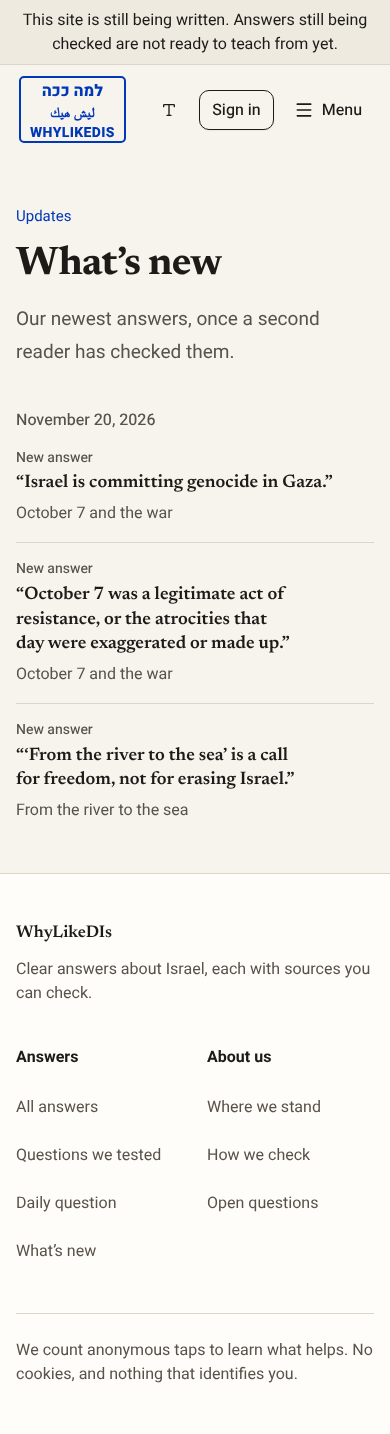 This site is still being written. Answers still being
checked are not ready to teach from yet.
למה ככה
ليش هيك
WHYLIKEDIS
T
Sign in
Menu
Updates
What’s new
Our newest answers, once a second
reader has checked them.
November 20, 2026
New answer
“Israel is committing genocide in Gaza.”
October 7 and the war
New answer
“October 7 was a legitimate act of
resistance, or the atrocities that
day were exaggerated or made up.”
October 7 and the war
New answer
“‘From the river to the sea’ is a call
for freedom, not for erasing Israel.”
From the river to the sea
WhyLikeDIs
Clear answers about Israel, each with sources you
can check.
Answers
About us
All answers
Where we stand
Questions we tested
How we check
Daily question
Open questions
What’s new
We count anonymous taps to learn what helps. No
cookies, and nothing that identifies you.